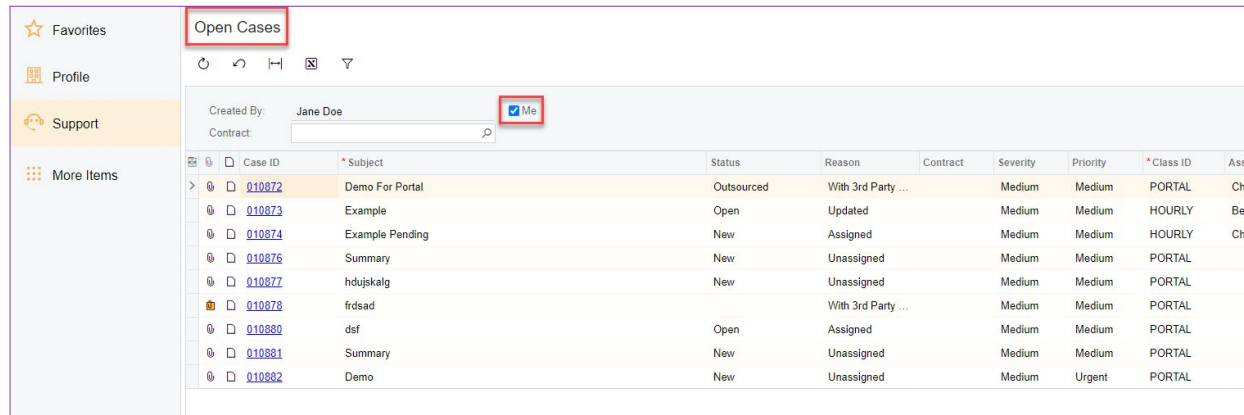 Favorites
Profile
Support
More Items
Open Cases
Created By: Jane Doe Me
Contract:
Case ID * Subject Status Reason Contract Severity Priority * Class ID Ass
010872 Demo For Portal Outsourced With 3rd Party ... Medium Medium PORTAL Ch
010873 Example Open Updated Medium Medium HOURLY Be
010874 Example Pending New Assigned Medium Medium HOURLY Ch
010876 Summary New Unassigned Medium Medium PORTAL
010877 hdujskalg New Unassigned Medium Medium PORTAL
010878 frdsad With 3rd Party ... Medium Medium PORTAL
010880 dsf Open Assigned Medium Medium PORTAL
010881 Summary New Unassigned Medium Medium PORTAL
010882 Demo New Unassigned Medium Urgent PORTAL